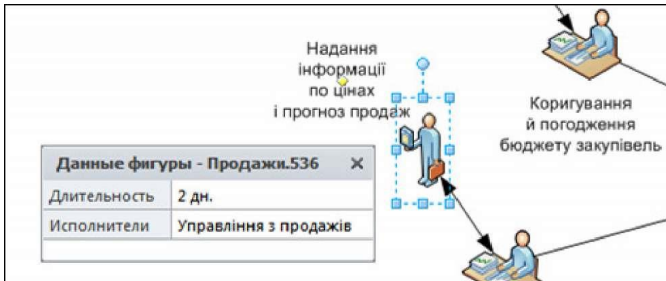 Надання
інформації
по цінах
і прогноз продаж
Коригування
й погодження
бюджету закупівель
Данные фигуры - Продажи.536
Длительность 2 дн.
Исполнители Управління з продажів